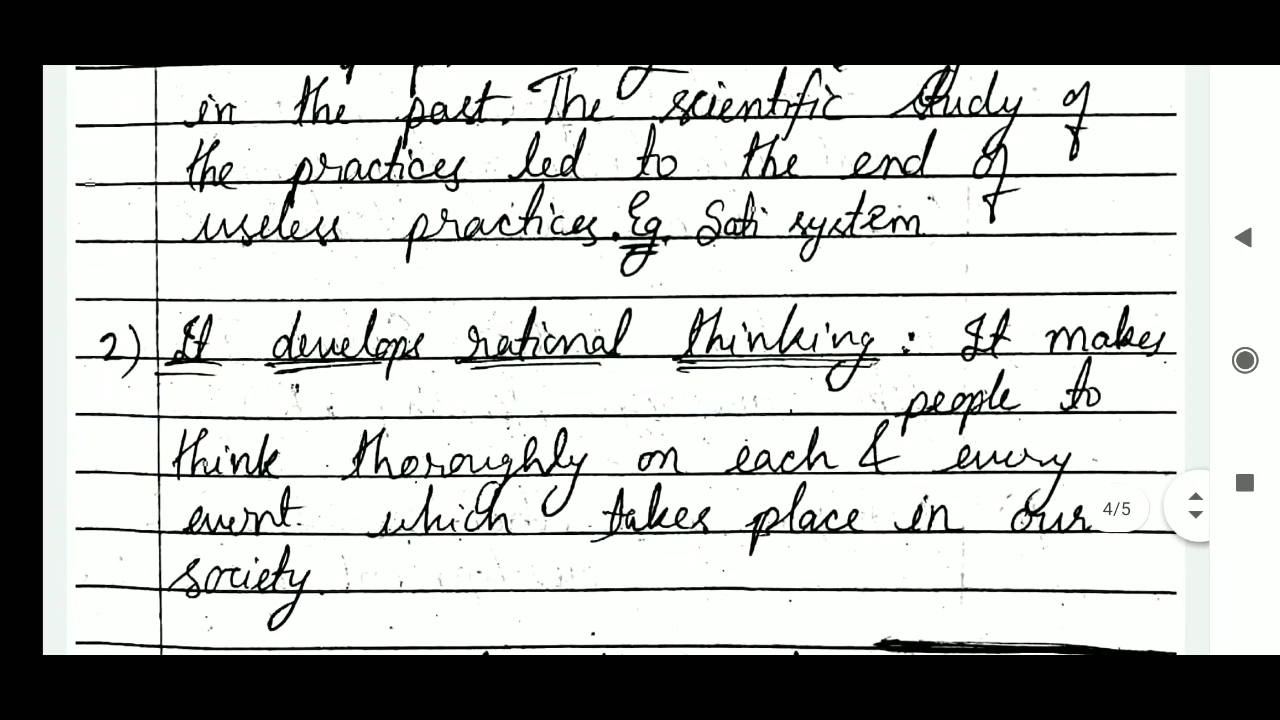 in the past. The scientific study of
the practices led to the end of
useless practices. Eg. Sati system
2) It develops rational thinking : It makes
people to
think thoroughly on each & every
event which takes place in our
4/5
society